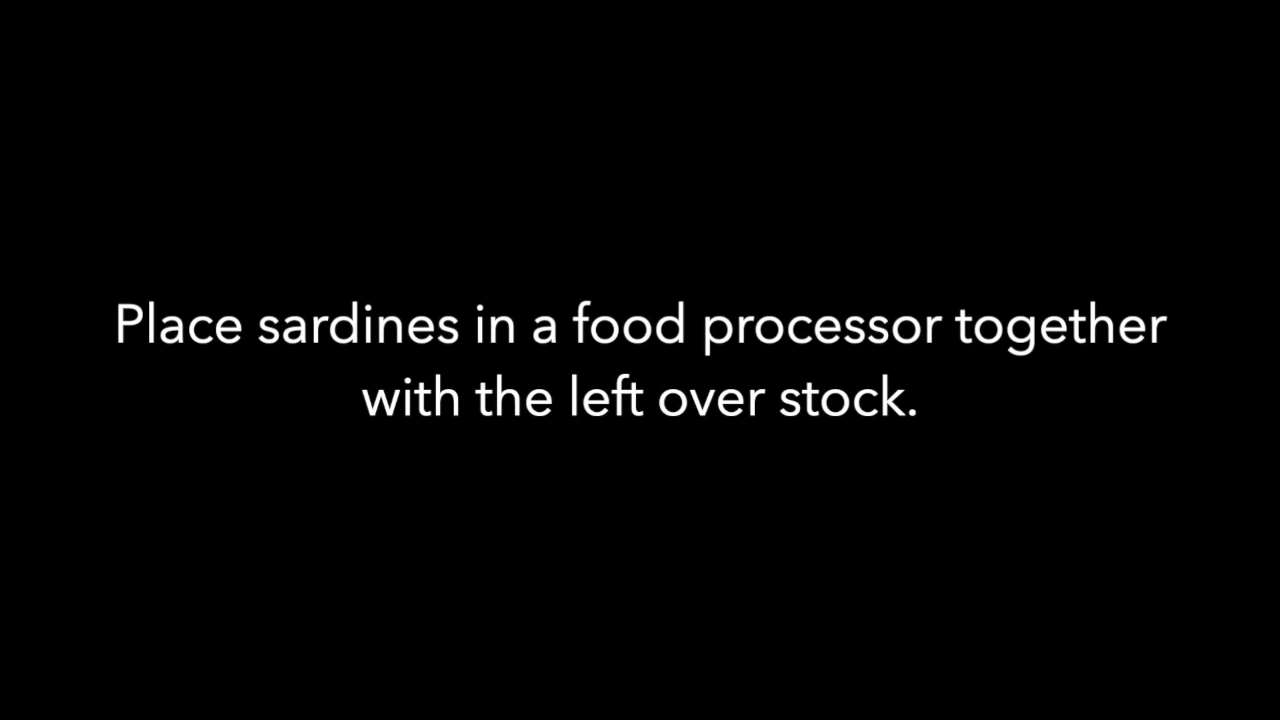 Place sardines in a food processor together
with the left over stock.